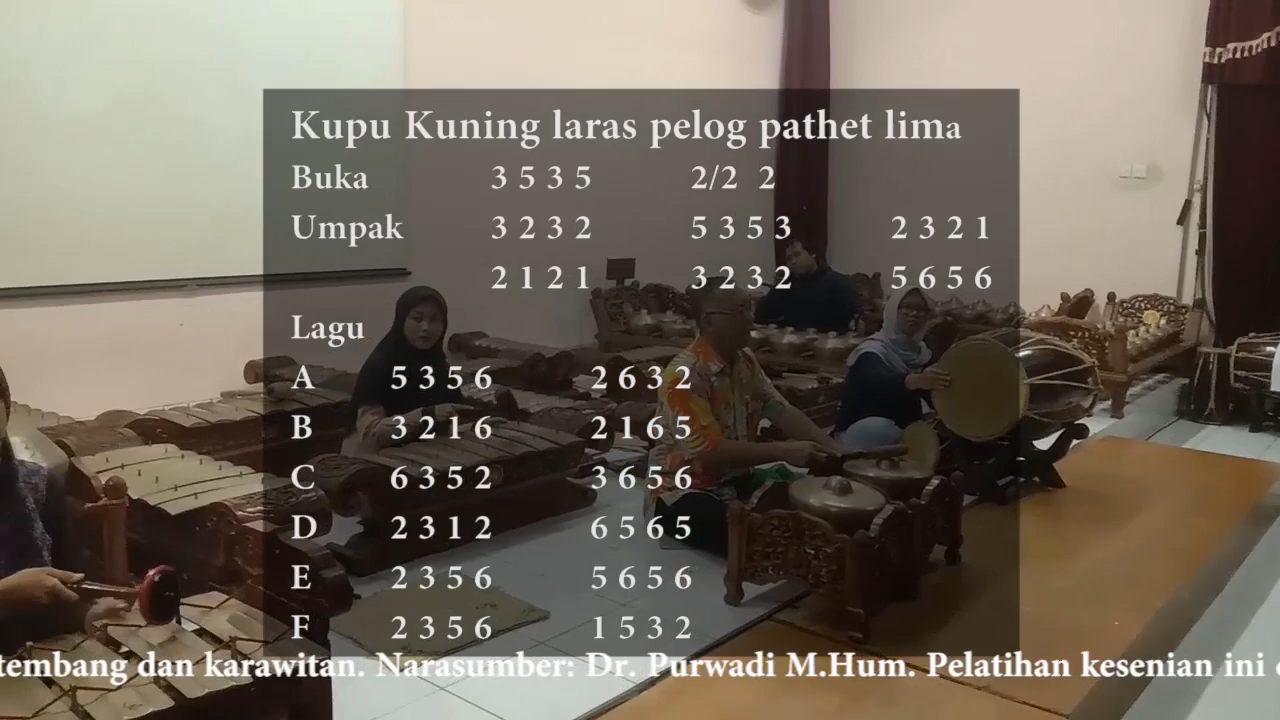 Kupu Kuning laras pelog pathet lima
Buka 3 5 3 5 2/2 2
Umpak 3 2 3 2 5 3 5 3 2 3 2 1
2 1 2 1 3 2 3 2 5 6 5 6
Lagu
A 5 3 5 6 2 6 3 2
B 3 2 1 6 2 1 6 5
C 6 3 5 2 3 6 5 6
D 2 3 1 2 6 5 6 5
E 2 3 5 6 5 6 5 6
F 2 3 5 6 1 5 3 2
tembang dan karawitan. Narasumber: Dr. Purwadi M.Hum. Pelatihan kesenian ini